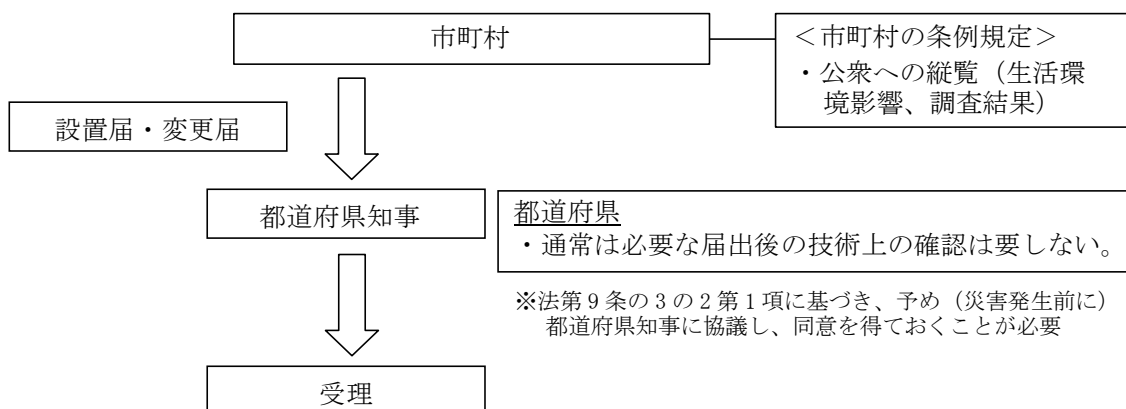 市町村
＜市町村の条例規定＞
・公衆への縦覧（生活環
境影響、調査結果）
設置届・変更届
都道府県知事
都道府県
・通常は必要な届出後の技術上の確認は要しない。
※法第9条の3の2第1項に基づき、予め（災害発生前に）
都道府県知事に協議し、同意を得ておくことが必要
受理